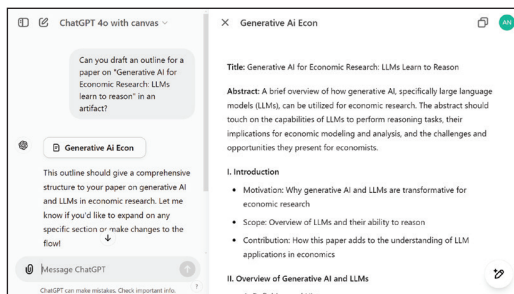 ChatGPT 4o with canvas
Can you draft an outline for a
paper on "Generative AI for
Economic Research: LLMs
learn to reason" in an
artifact?
Generative AI Econ
This outline should give a comprehensive
structure to your paper on generative AI
and LLMs in economic research. Let me
know if you'd like to expand on any
specific section or make changes to the
flow!
Message ChatGPT
ChatGPT can make mistakes. Check important info.
?
Generative Ai Econ
AN
Title: Generative AI for Economic Research: LLMs Learn to Reason
Abstract: A brief overview of how generative AI, specifically large language
models (LLMs), can be utilized for economic research. The abstract should
touch on the capabilities of LLMs to perform reasoning tasks, their
implications for economic modeling and analysis, and the challenges and
opportunities they present for economists.
I. Introduction
• Motivation: Why generative AI and LLMs are transformative for
economic research
• Scope: Overview of LLMs and their ability to reason
• Contribution: How this paper adds to the understanding of LLM
applications in economics
II. Overview of Generative AI and LLMs